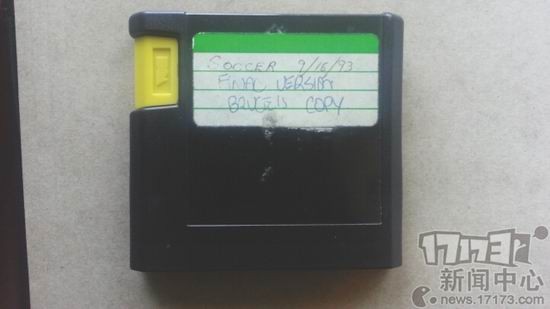 SOCCER 9/16/93
FINAL VERSION
BRUCE'S COPY
17173
新闻中心
news.17173.com